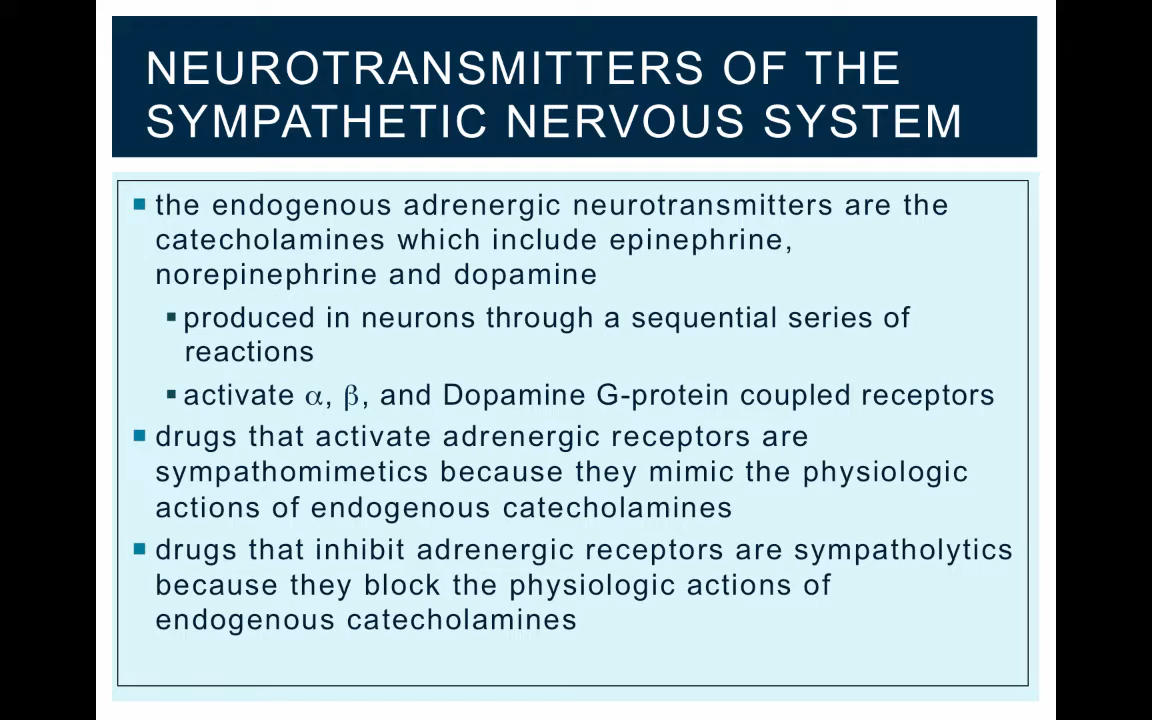 NEUROTRANSMITTERS OF THE
SYMPATHETIC NERVOUS SYSTEM
▪ the endogenous adrenergic neurotransmitters are the
catecholamines which include epinephrine,
norepinephrine and dopamine
▪ produced in neurons through a sequential series of
reactions
▪ activate α, β, and Dopamine G-protein coupled receptors
▪ drugs that activate adrenergic receptors are
sympathomimetics because they mimic the physiologic
actions of endogenous catecholamines
▪ drugs that inhibit adrenergic receptors are sympatholytics
because they block the physiologic actions of
endogenous catecholamines